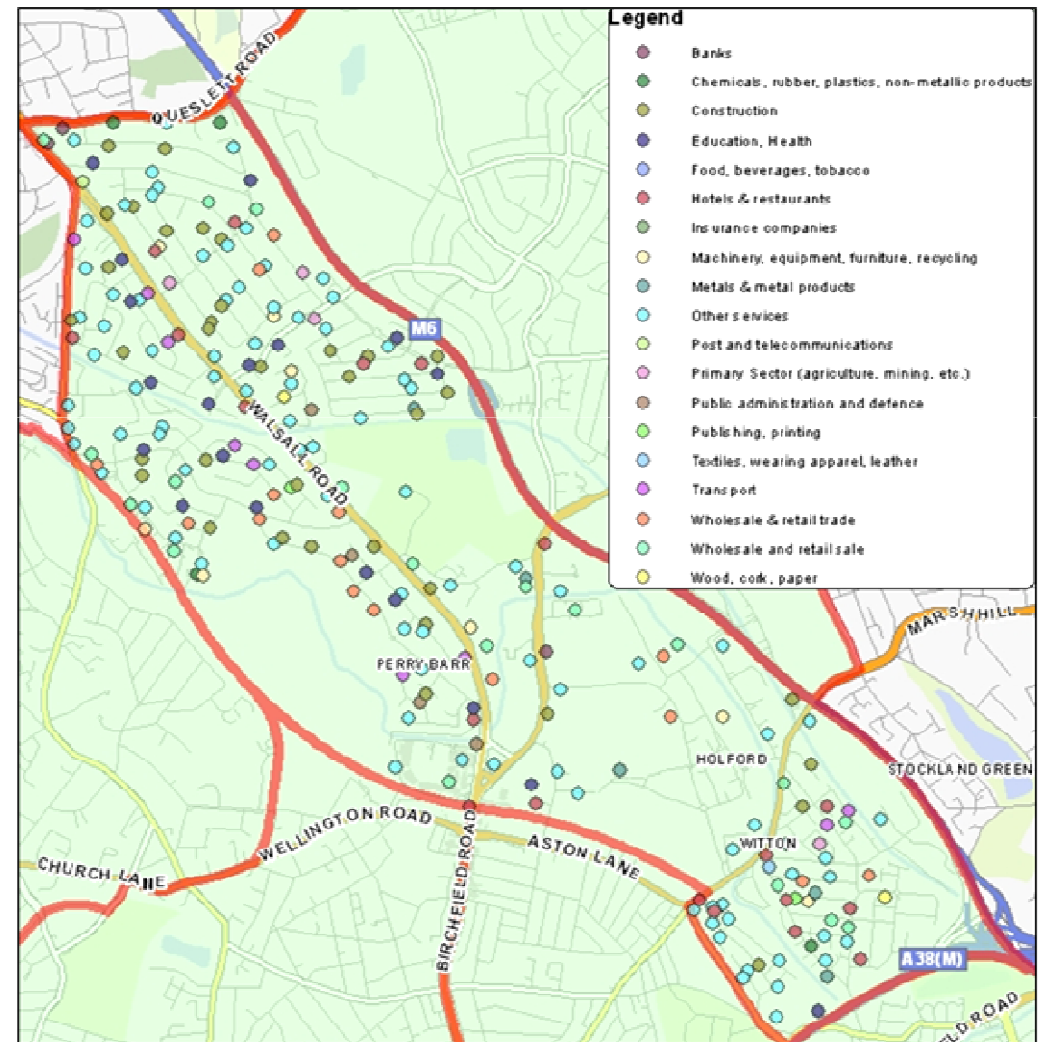 Legend
Banks
Chemicals, rubber, plastics, non-metallic products
Construction
Education, Health
Food, beverages, tobacco
Hotels & restaurants
Insurance companies
Machinery, equipment, furniture, recycling
Metals & metal products
Other services
Post and telecommunications
Primary Sector (agriculture, mining, etc.)
Public administration and defence
Publishing, printing
Textiles, wearing apparel, leather
Transport
Wholesale & retail trade
Wholesale and retail sale
Wood, cork, paper
QUESLETT ROAD
M6
WALSALL ROAD
MARSH HILL
PERRY BARR
HOLFORD
STOCKLAND GREEN
WELLINGTON ROAD
ASTON LANE
WITTON
CHURCH LANE
BIRCHFIELD ROAD
A38(M)
ELD ROAD